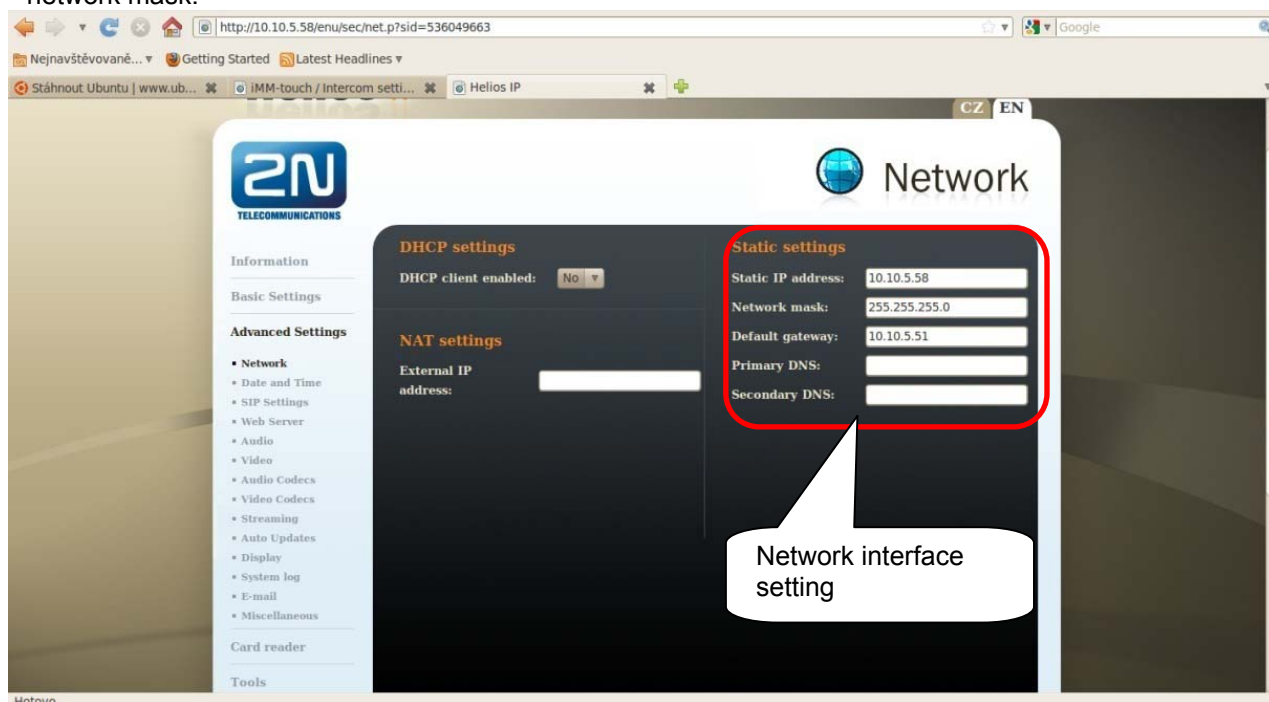 network mask.
http://10.10.5.58/enu/sec/net.p?sid=536049663
Google
Nejnavštěvovaně...
Getting Started
Latest Headlines
Stáhnout Ubuntu | www.ub...
iMM-touch / Intercom setti...
Helios IP
CZ EN
2N
TELECOMMUNICATIONS
Network
Information
Basic Settings
Advanced Settings
• Network
• Date and Time
• SIP Settings
• Web Server
• Audio
• Video
• Audio Codecs
• Video Codecs
• Streaming
• Auto Updates
• Display
• System log
• E-mail
• Miscellaneous
Card reader
Tools
DHCP settings
DHCP client enabled: No
NAT settings
External IP
address:
Static settings
Static IP address: 10.10.5.58
Network mask: 255.255.255.0
Default gateway: 10.10.5.51
Primary DNS:
Secondary DNS:
Network interface
setting
Hotovo